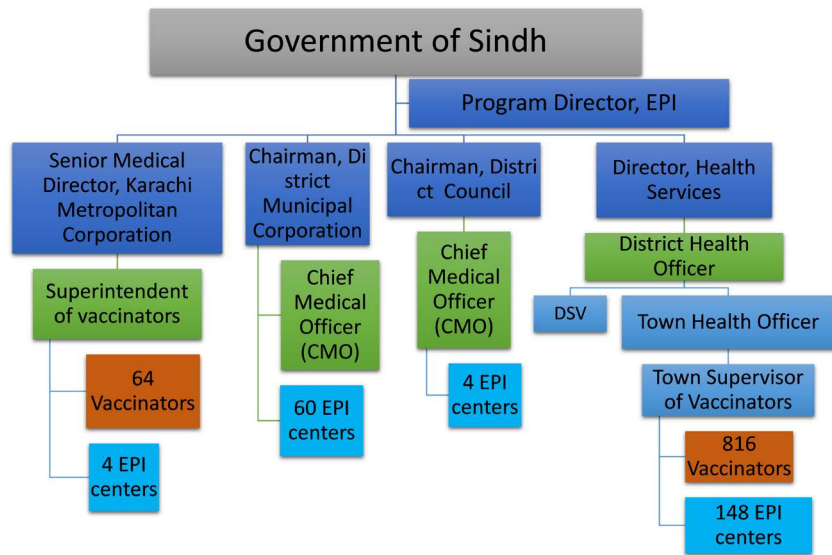 Government of Sindh
Program Director, EPI
Senior Medical
Director, Karachi
Metropolitan
Corporation
Superintendent
of vaccinators
64
Vaccinators
4 EPI
centers
Chairman, Di
strict
Municipal
Corporation
Chief
Medical
Officer
(CMO)
60 EPI
centers
Chairman, Distri
ct Council
Chief
Medical
Officer
(CMO)
4 EPI
centers
Director, Health
Services
District Health
Officer
DSV
Town Health Officer
Town Supervisor
of Vaccinators
816
Vaccinators
148 EPI
centers